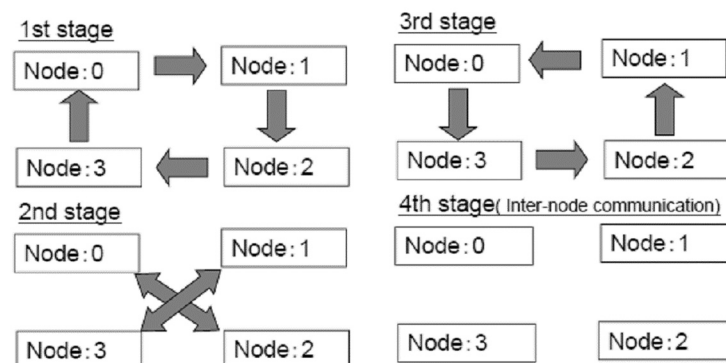 1st stage
Node:0
Node:1
Node:3
Node:2
2nd stage
Node:0
Node:1
Node:3
Node:2
3rd stage
Node:0
Node:1
Node:3
Node:2
4th stage( Inter-node communication)
Node:0
Node:1
Node:3
Node:2